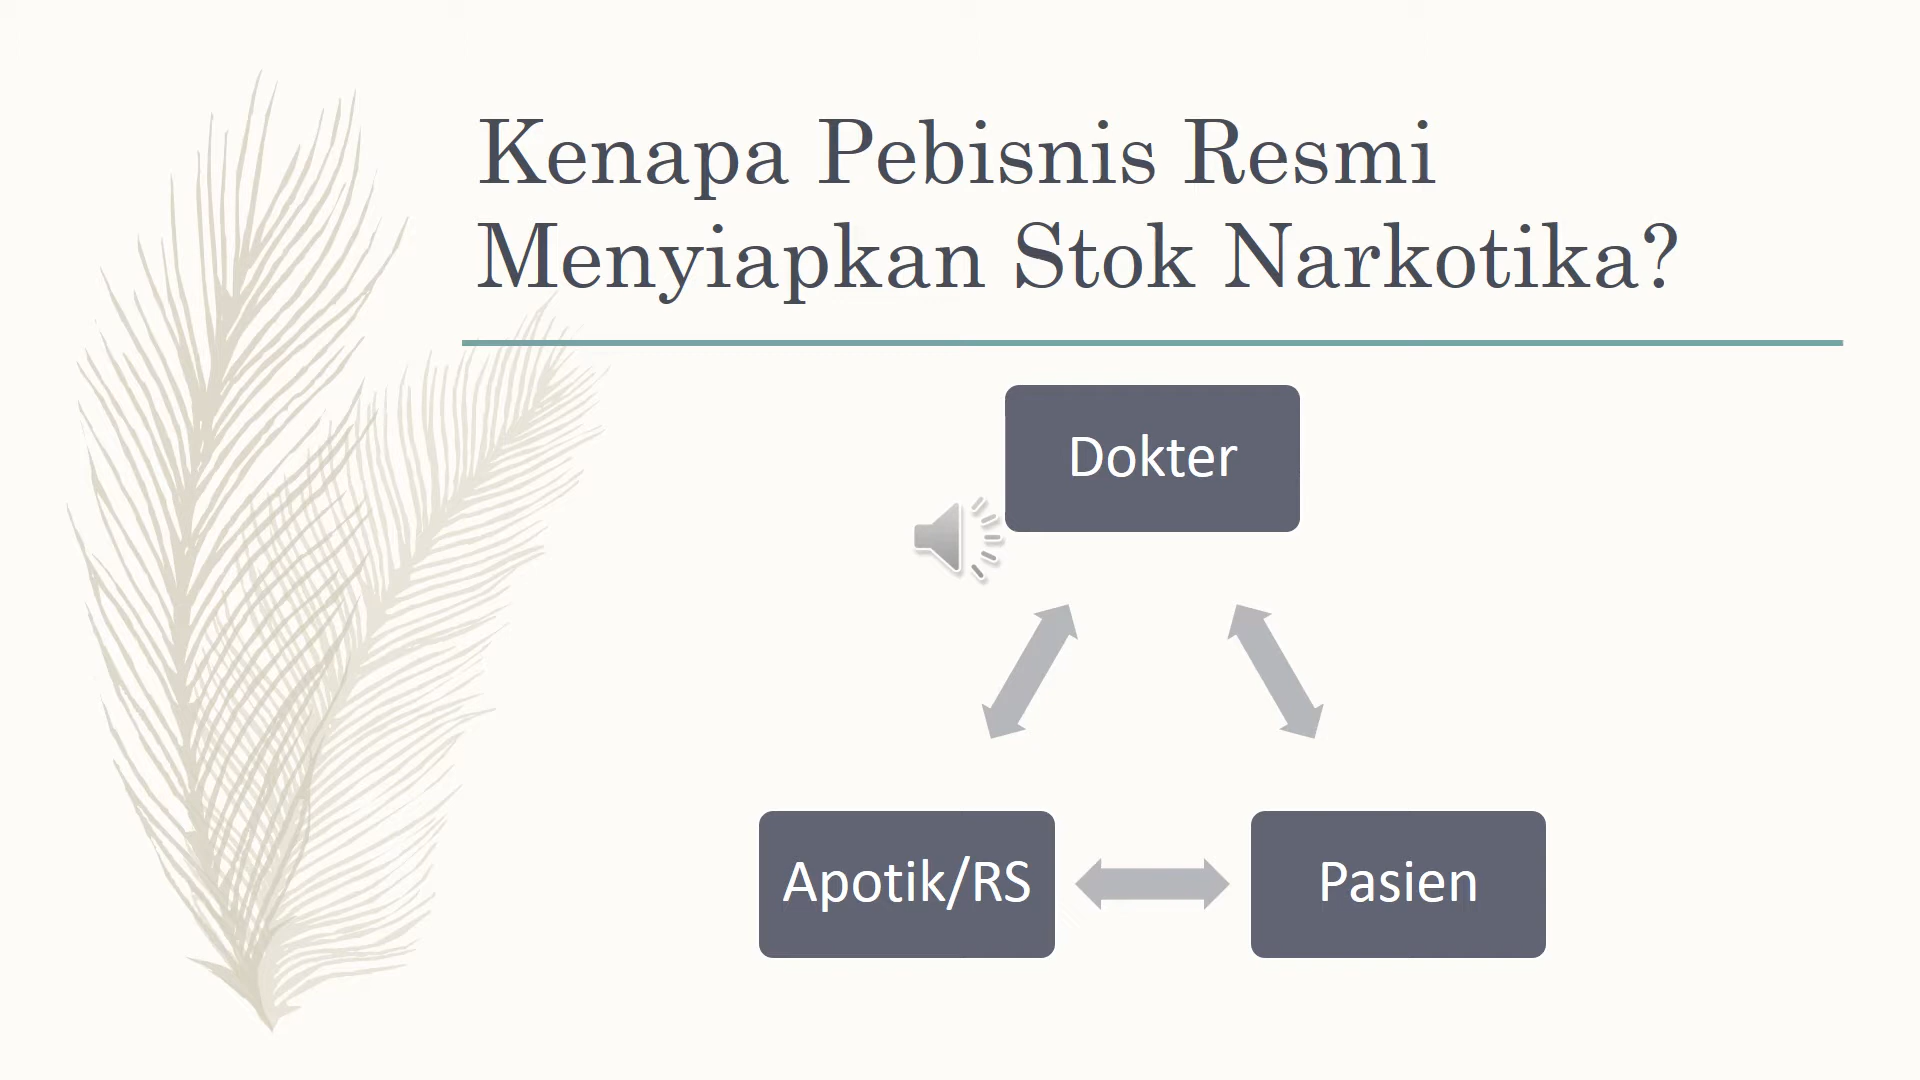 Kenapa Pebisnis Resmi
Menyiapkan Stok Narkotika?
Dokter
Apotik/RS
Pasien